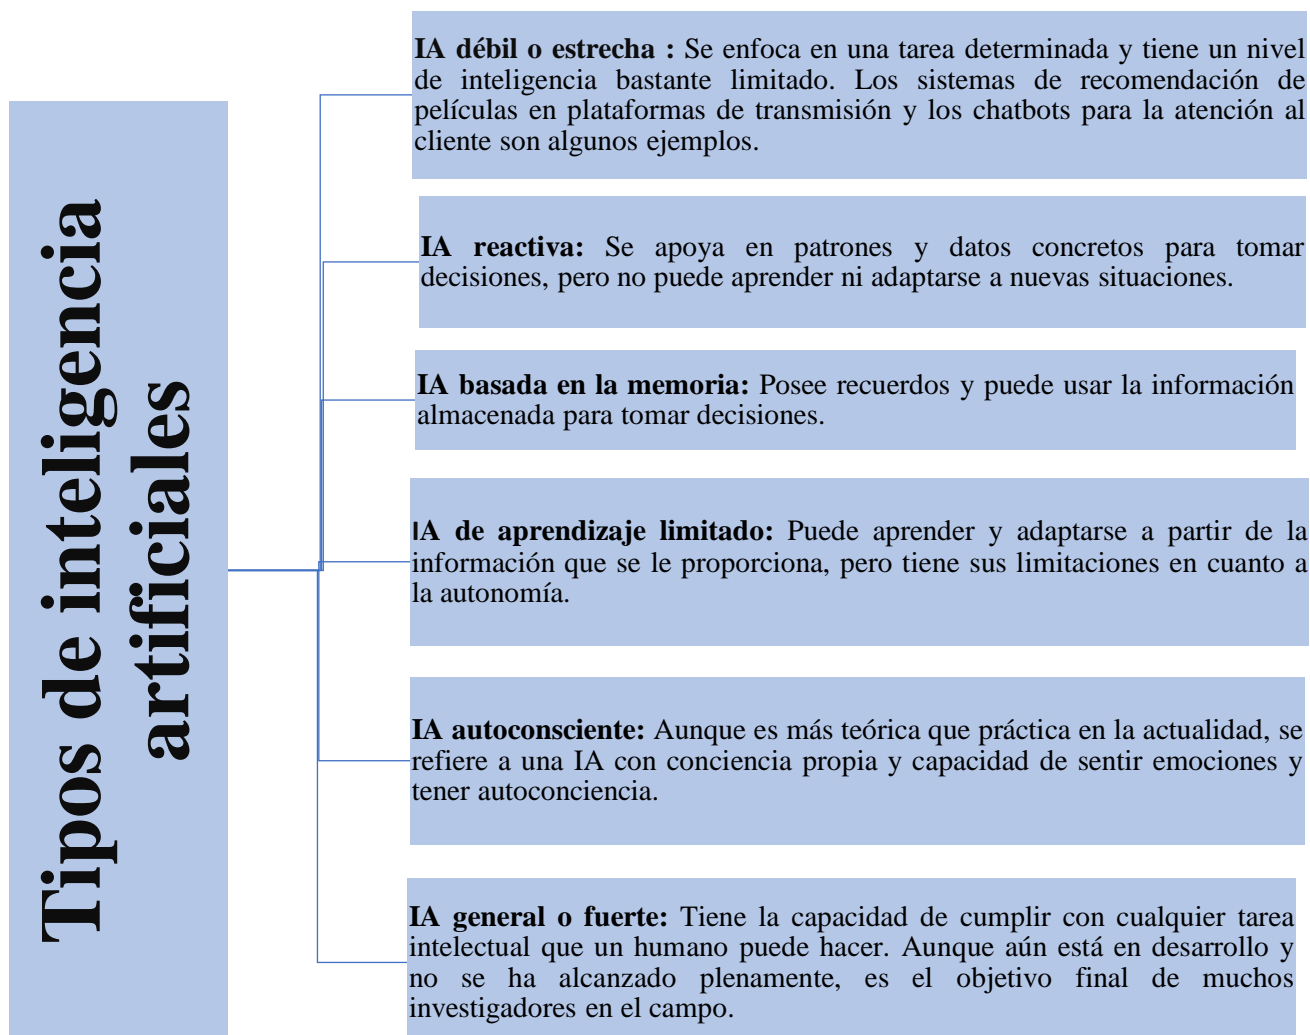 Tipos de inteligencia
artificiales
IA débil o estrecha : Se enfoca en una tarea determinada y tiene un nivel
de inteligencia bastante limitado. Los sistemas de recomendación de
películas en plataformas de transmisión y los chatbots para la atención al
cliente son algunos ejemplos.
IA reactiva: Se apoya en patrones y datos concretos para tomar
decisiones, pero no puede aprender ni adaptarse a nuevas situaciones.
IA basada en la memoria: Posee recuerdos y puede usar la información
almacenada para tomar decisiones.
IA de aprendizaje limitado: Puede aprender y adaptarse a partir de la
información que se le proporciona, pero tiene sus limitaciones en cuanto a
la autonomía.
IA autoconsciente: Aunque es más teórica que práctica en la actualidad, se
refiere a una IA con conciencia propia y capacidad de sentir emociones y
tener autoconciencia.
IA general o fuerte: Tiene la capacidad de cumplir con cualquier tarea
intelectual que un humano puede hacer. Aunque aún está en desarrollo y
no se ha alcanzado plenamente, es el objetivo final de muchos
investigadores en el campo.